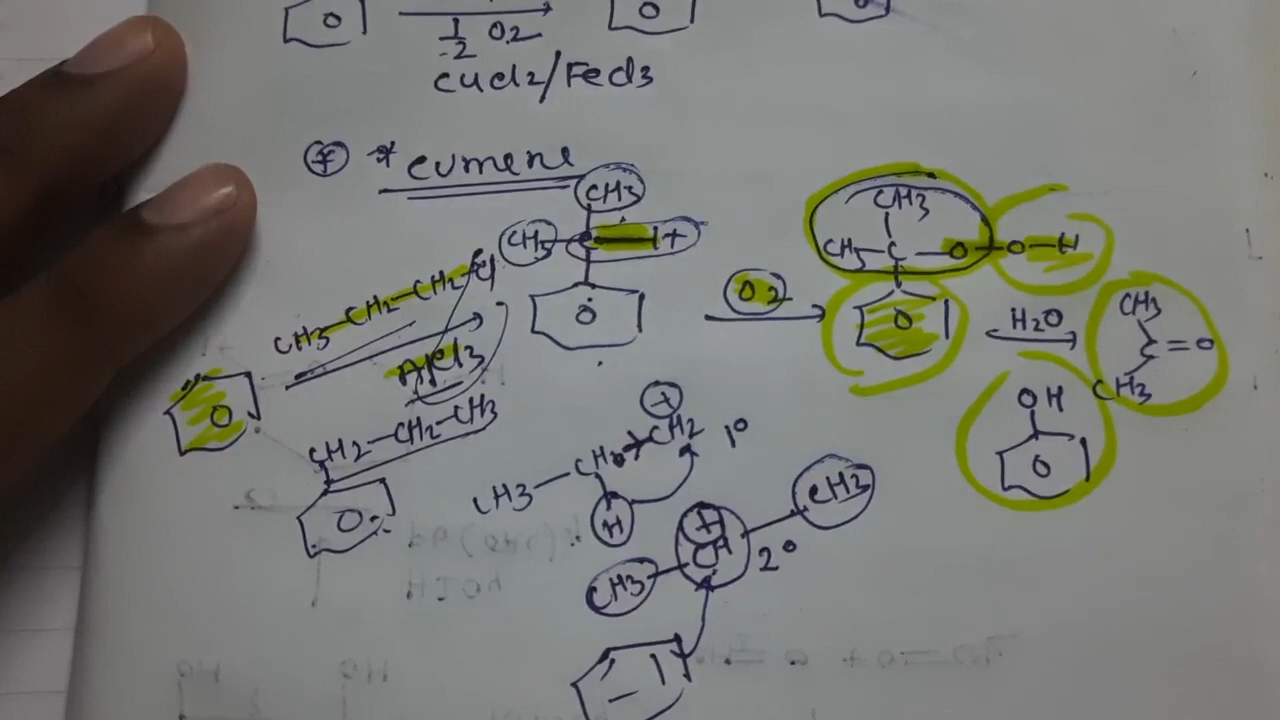 1/2 O2
CuCl2/FeCl3
* Cumene
CH3
CH3 C H
CH3
CH3-C-O-O-H
CH3-CH2-CH2-Cl
AlCl3
O2
H2O
CH3
C=O
CH3
OH
CH2-CH2-CH3
+
CH3-CH2-CH2 1°
H
+
CH3-CH-CH3 2°